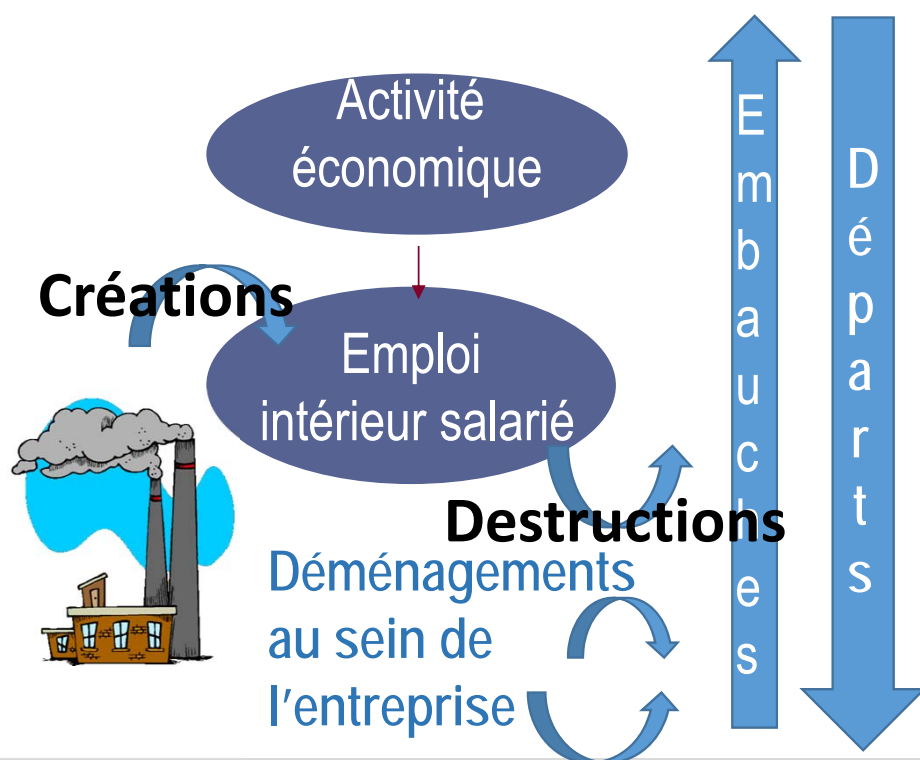 Activité
économique
Créations
Emploi
intérieur salarié
Destructions
Déménagements
au sein de
l'entreprise
Embauches
Départs